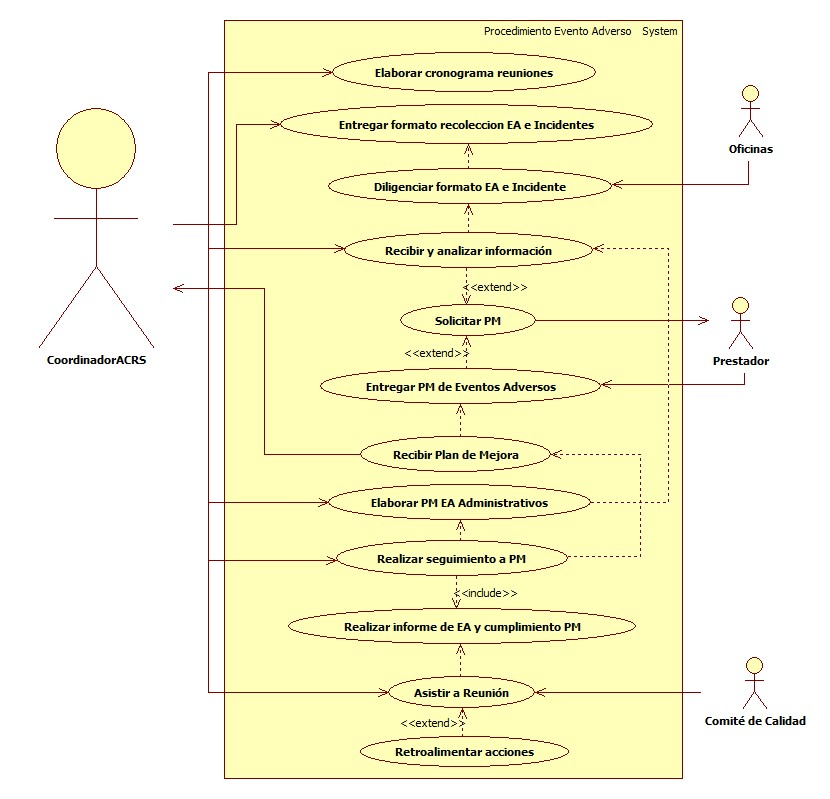 Procedimiento Evento Adverso System
Elaborar cronograma reuniones
Entregar formato recoleccion EA e Incidentes
Oficinas
Diligenciar formato EA e Incidente
Recibir y analizar información
<<extend>>
Solicitar PM
CoordinadorACRS
Prestador
<<extend>>
Entregar PM de Eventos Adversos
Recibir Plan de Mejora
Elaborar PM EA Administrativos
Realizar seguimiento a PM
<<include>>
Realizar informe de EA y cumplimiento PM
Asistir a Reunión
Comité de Calidad
<<extend>>
Retroalimentar acciones